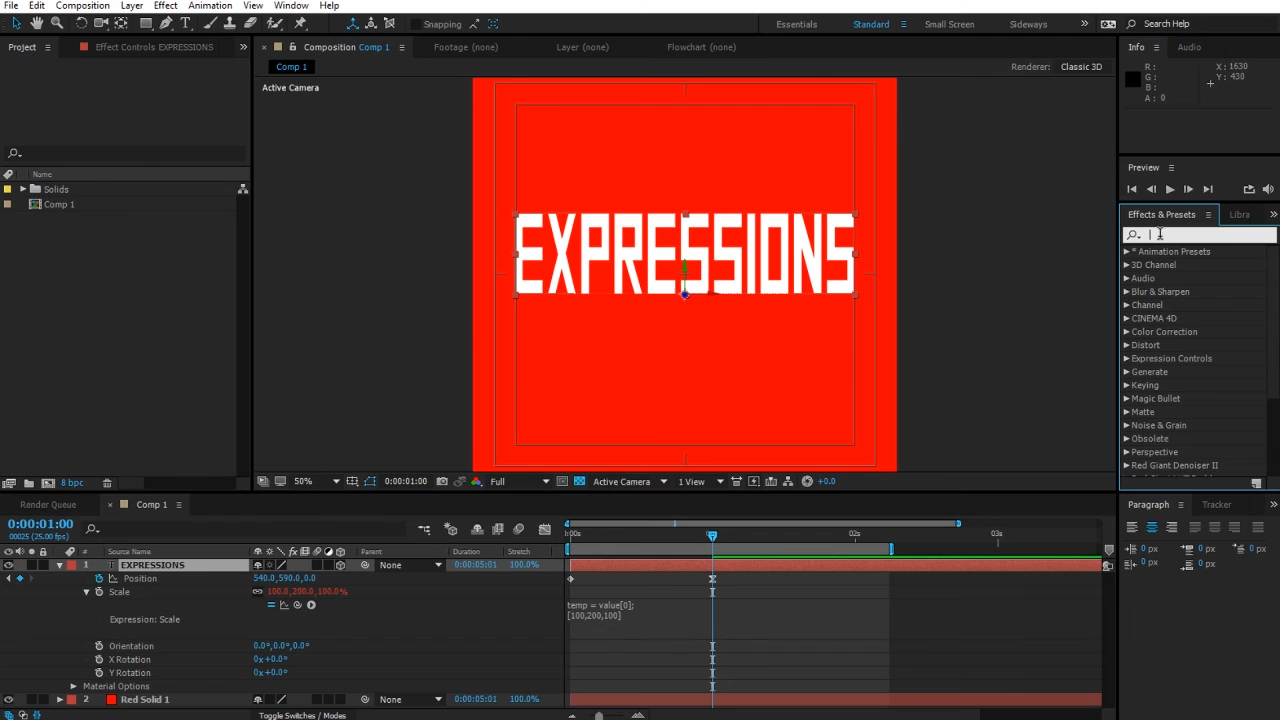 File Edit Composition Layer Effect Animation View Window Help
Snapping Essentials Standard Small Screen Sideways Search Help
Project Effect Controls EXPRESSIONS Composition Comp 1 Footage (none) Layer (none) Flowchart (none) Info Audio
Comp 1 Renderer: Classic 3D
R: X: 1630
G: Y: 430
B:
A: 0
Active Camera
Name
Solids
Comp 1
Preview
Effects & Presets Libra
* Animation Presets
3D Channel
Audio
Blur & Sharpen
Channel
CINEMA 4D
Color Correction
Distort
Expression Controls
Generate
Keying
Magic Bullet
Matte
Noise & Grain
Obsolete
Perspective
Red Giant Denoiser II
EXPRESSIONS
8 bpc 50% 0:00:01:00 Full Active Camera 1 View +0.0
Render Queue Comp 1 Paragraph Tracker
0:00:01:00
00025 (25.00 fps)
:00s 02s 03s
# Source Name fx Parent Duration Stretch
1 EXPRESSIONS None 0:00:05:01 100.0%
Position 540.0,590.0,0.0
Scale 100.0,200.0,100.0%
Expression: Scale
temp = value[0];
[100,200,100]
Orientation 0.0°,0.0°,0.0°
X Rotation 0x+0.0°
Y Rotation 0x+0.0°
Material Options
2 Red Solid 1 None 0:00:05:01 100.0%
Toggle Switches / Modes
0 px 0 px 0 px
0 px 0 px